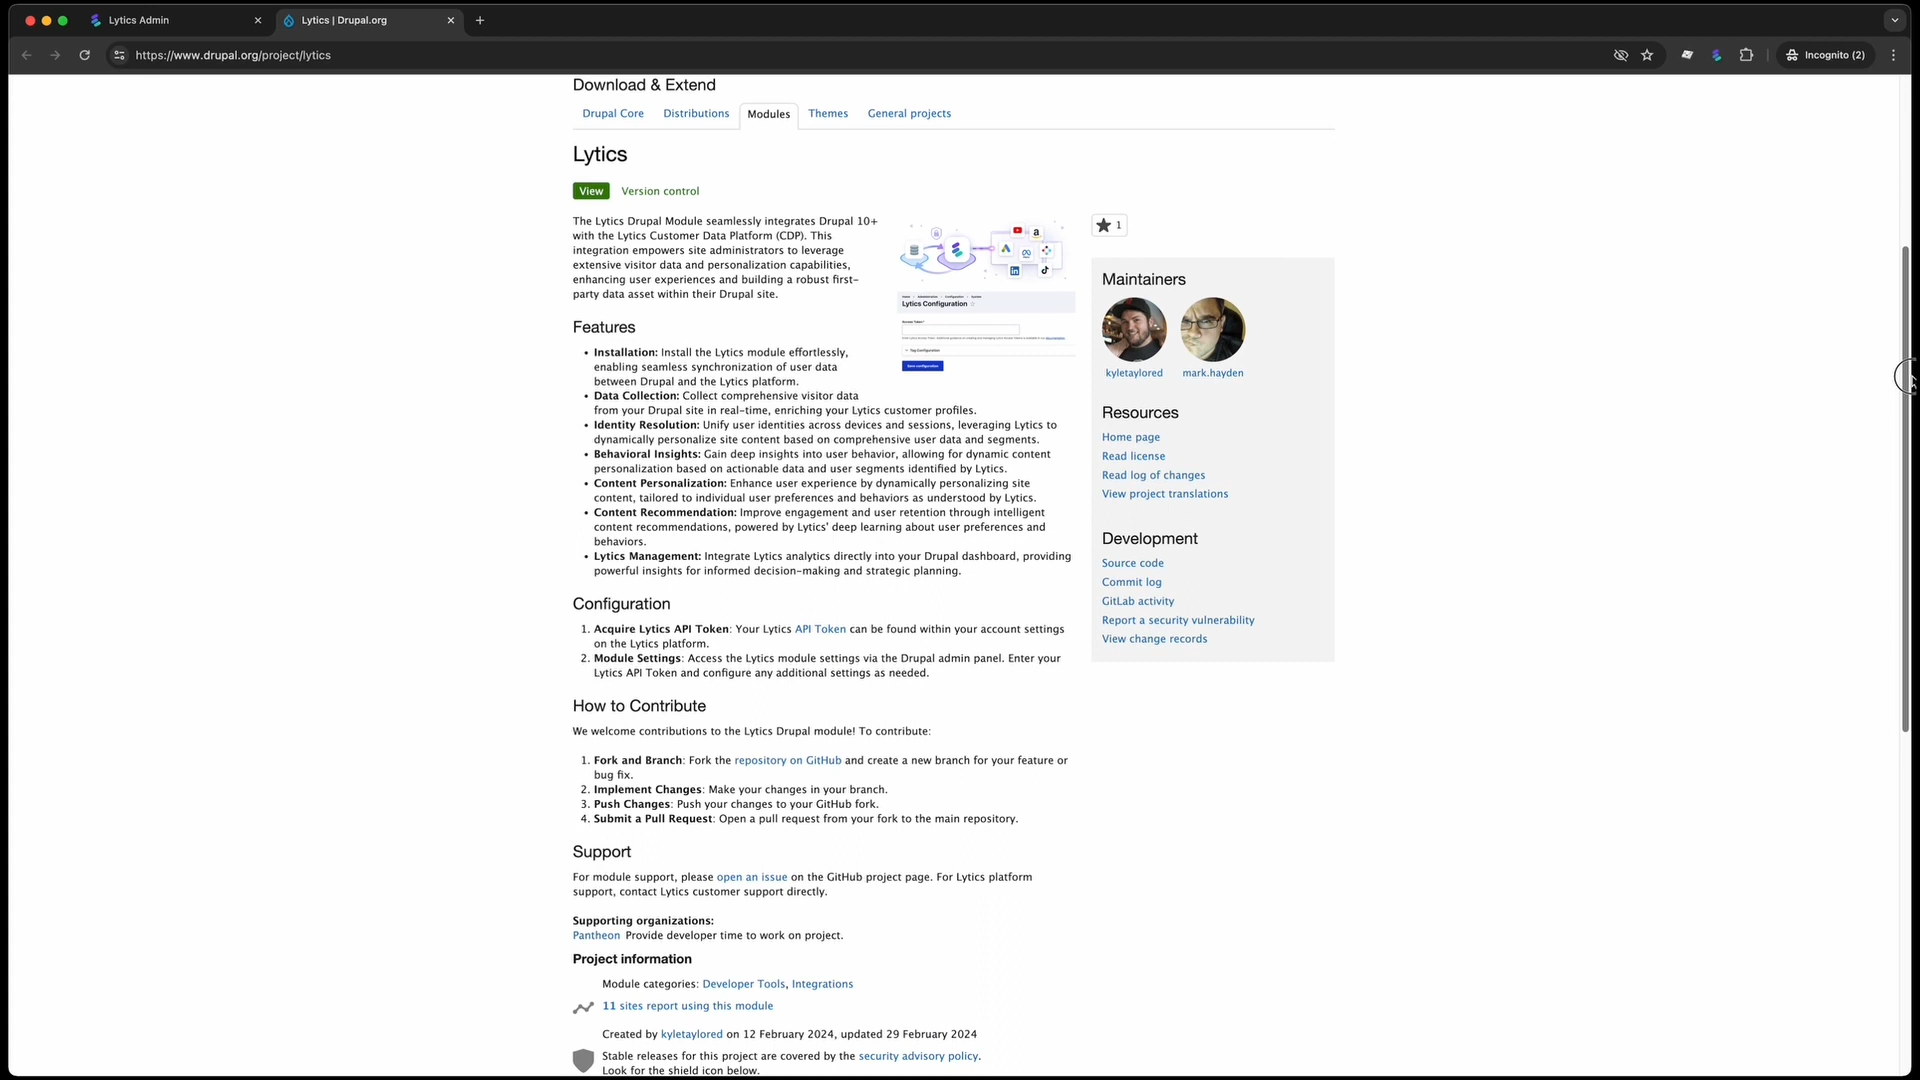 Lytics Admin
Lytics | Drupal.org
https://www.drupal.org/project/lytics
Incognito (2)
Download & Extend
Drupal Core
Distributions
Modules
Themes
General projects
Lytics
View
Version control
The Lytics Drupal Module seamlessly integrates Drupal 10+
with the Lytics Customer Data Platform (CDP). This
integration empowers site administrators to leverage
extensive visitor data and personalization capabilities,
enhancing user experiences and building a robust first-
party data asset within their Drupal site.
Lytics Configuration
Save configuration
1
Features
• Installation: Install the Lytics module effortlessly,
enabling seamless synchronization of user data
between Drupal and the Lytics platform.
• Data Collection: Collect comprehensive visitor data
from your Drupal site in real-time, enriching your Lytics customer profiles.
• Identity Resolution: Unify user identities across devices and sessions, leveraging Lytics to
dynamically personalize site content based on comprehensive user data and segments.
• Behavioral Insights: Gain deep insights into user behavior, allowing for dynamic content
personalization based on actionable data and user segments identified by Lytics.
• Content Personalization: Enhance user experience by dynamically personalizing site
content, tailored to individual user preferences and behaviors as understood by Lytics.
• Content Recommendation: Improve engagement and user retention through intelligent
content recommendations, powered by Lytics' deep learning about user preferences and
behaviors.
• Lytics Management: Integrate Lytics analytics directly into your Drupal dashboard, providing
powerful insights for informed decision-making and strategic planning.
Configuration
1. Acquire Lytics API Token: Your Lytics API Token can be found within your account settings
on the Lytics platform.
2. Module Settings: Access the Lytics module settings via the Drupal admin panel. Enter your
Lytics API Token and configure any additional settings as needed.
How to Contribute
We welcome contributions to the Lytics Drupal module! To contribute:
1. Fork and Branch: Fork the repository on GitHub and create a new branch for your feature or
bug fix.
2. Implement Changes: Make your changes in your branch.
3. Push Changes: Push your changes to your GitHub fork.
4. Submit a Pull Request: Open a pull request from your fork to the main repository.
Support
For module support, please open an issue on the GitHub project page. For Lytics platform
support, contact Lytics customer support directly.
Supporting organizations:
Pantheon Provide developer time to work on project.
Project information
Module categories: Developer Tools, Integrations
11 sites report using this module
Created by kyletaylored on 12 February 2024, updated 29 February 2024
Stable releases for this project are covered by the security advisory policy.
Look for the shield icon below.
Maintainers
kyletaylored
mark.hayden
Resources
Home page
Read license
Read log of changes
View project translations
Development
Source code
Commit log
GitLab activity
Report a security vulnerability
View change records